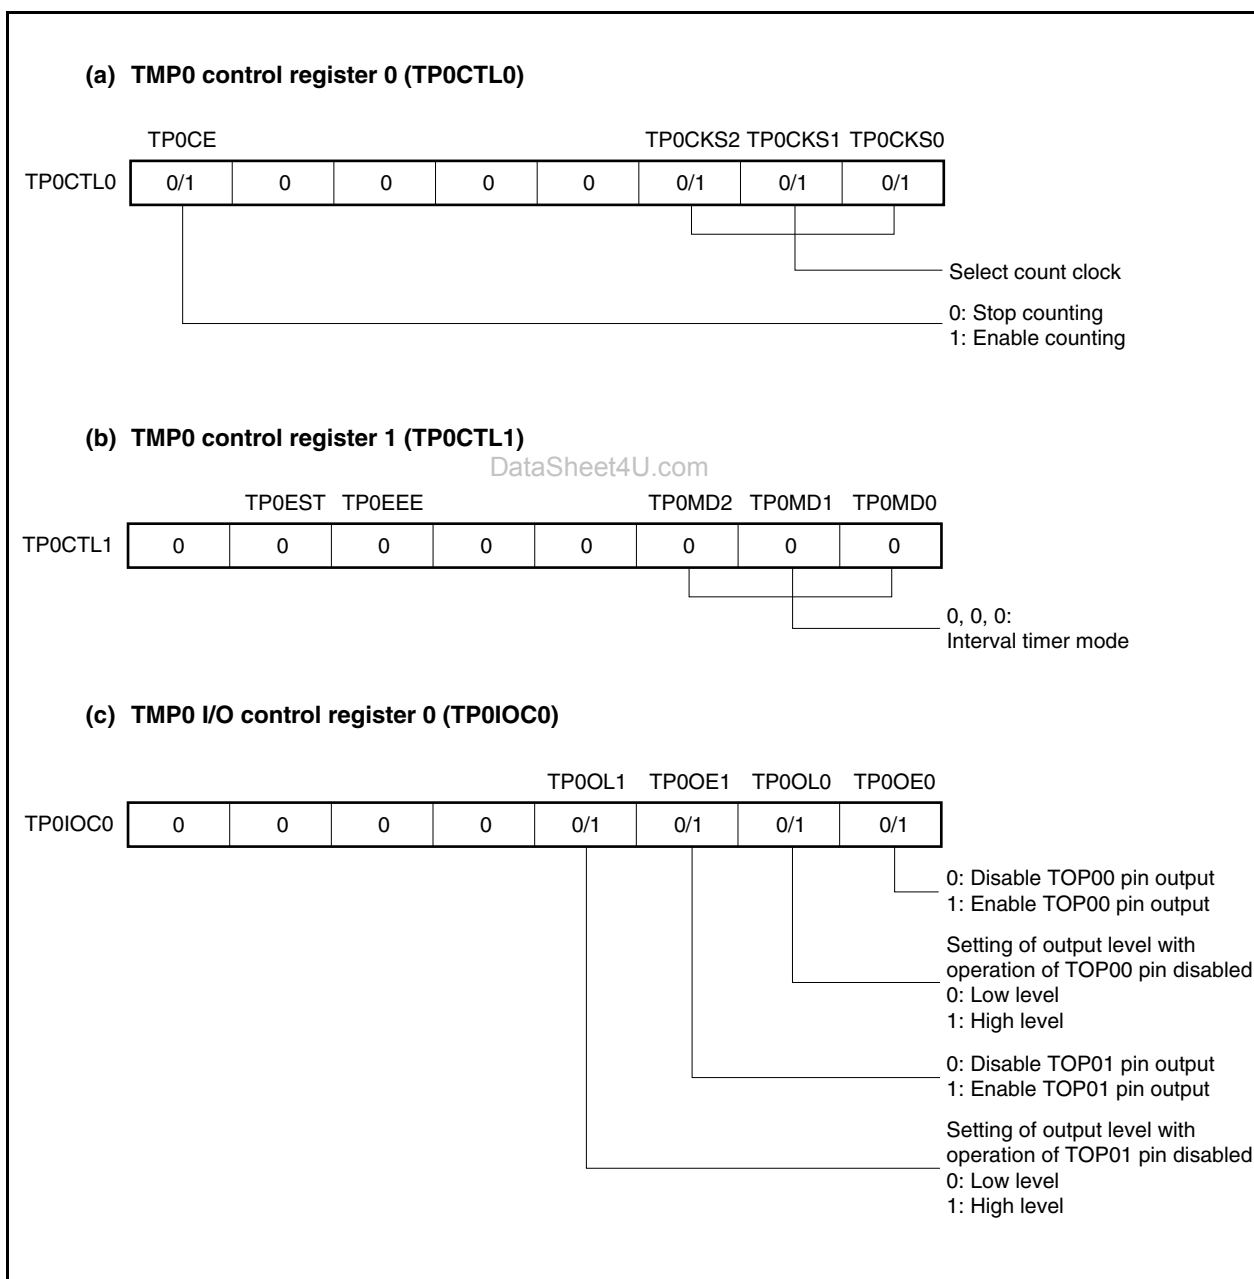 (a) TMP0 control register 0 (TP0CTL0)
TP0CE TP0CKS2 TP0CKS1 TP0CKS0
TP0CTL0 0/1 0 0 0 0 0/1 0/1 0/1
Select count clock
0: Stop counting
1: Enable counting
(b) TMP0 control register 1 (TP0CTL1)
DataSheet4U.com
TP0EST TP0EEE TP0MD2 TP0MD1 TP0MD0
TP0CTL1 0 0 0 0 0 0 0 0
0, 0, 0:
Interval timer mode
(c) TMP0 I/O control register 0 (TP0IOC0)
TP0OL1 TP0OE1 TP0OL0 TP0OE0
TP0IOC0 0 0 0 0 0/1 0/1 0/1 0/1
0: Disable TOP00 pin output
1: Enable TOP00 pin output
Setting of output level with
operation of TOP00 pin disabled
0: Low level
1: High level
0: Disable TOP01 pin output
1: Enable TOP01 pin output
Setting of output level with
operation of TOP01 pin disabled
0: Low level
1: High level